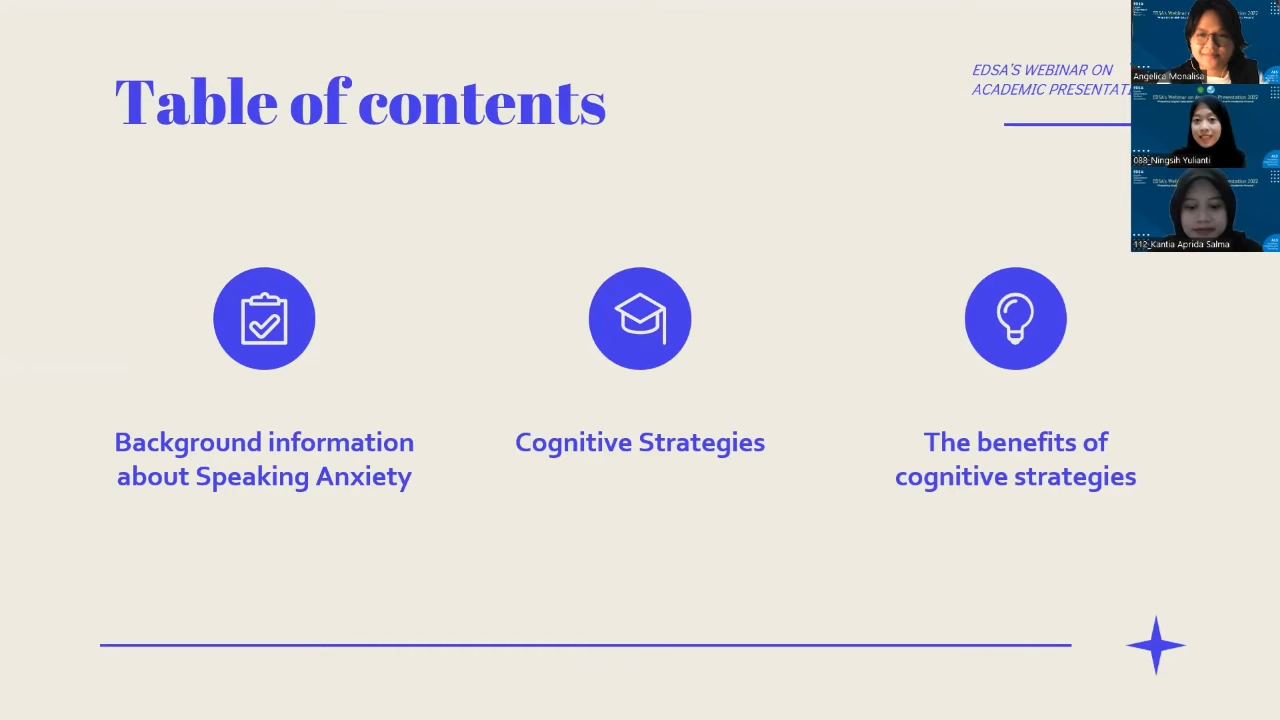 Table of contents
EDSA'S WEBINAR ON
ACADEMIC PRESENTAT
Angelica Monalisa
088_Ningsih Yulianti
112_Kantia Aprida Salma
Background information
about Speaking Anxiety
Cognitive Strategies
The benefits of
cognitive strategies